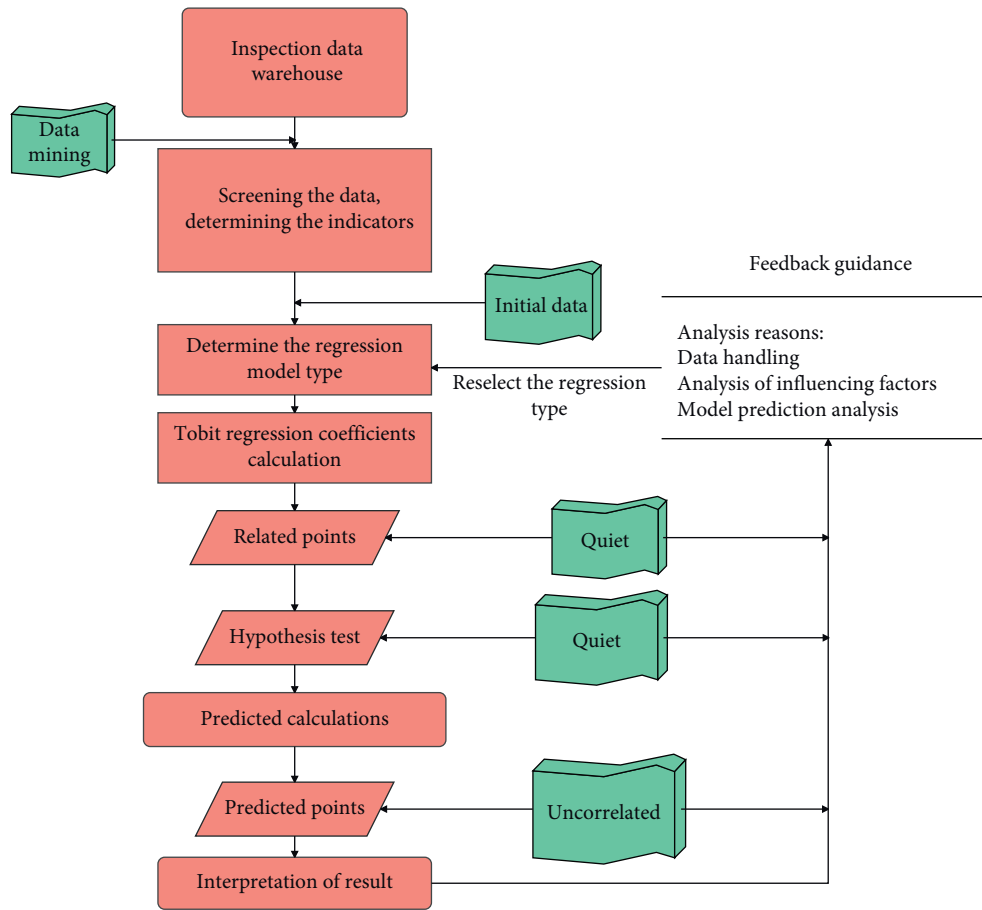 Inspection data
warehouse
Data
mining
Screening the data,
determining the indicators
Feedback guidance
Initial data
Analysis reasons:
Data handling
Analysis of influencing factors
Model prediction analysis
Determine the regression
model type
Reselect the regression
type
Tobit regression coefficients
calculation
Related points
Quiet
Hypothesis test
Quiet
Predicted calculations
Predicted points
Uncorrelated
Interpretation of result